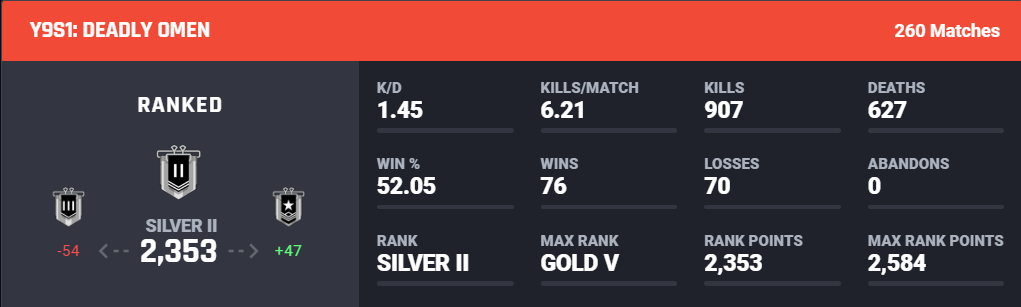 Y9S1: DEADLY OMEN 260 Matches
RANKED
III II
SILVER II
-54 2,353 +47
K/D KILLS/MATCH KILLS DEATHS
1.45 6.21 907 627
WIN % WINS LOSSES ABANDONS
52.05 76 70 0
RANK MAX RANK RANK POINTS MAX RANK POINTS
SILVER II GOLD V 2,353 2,584